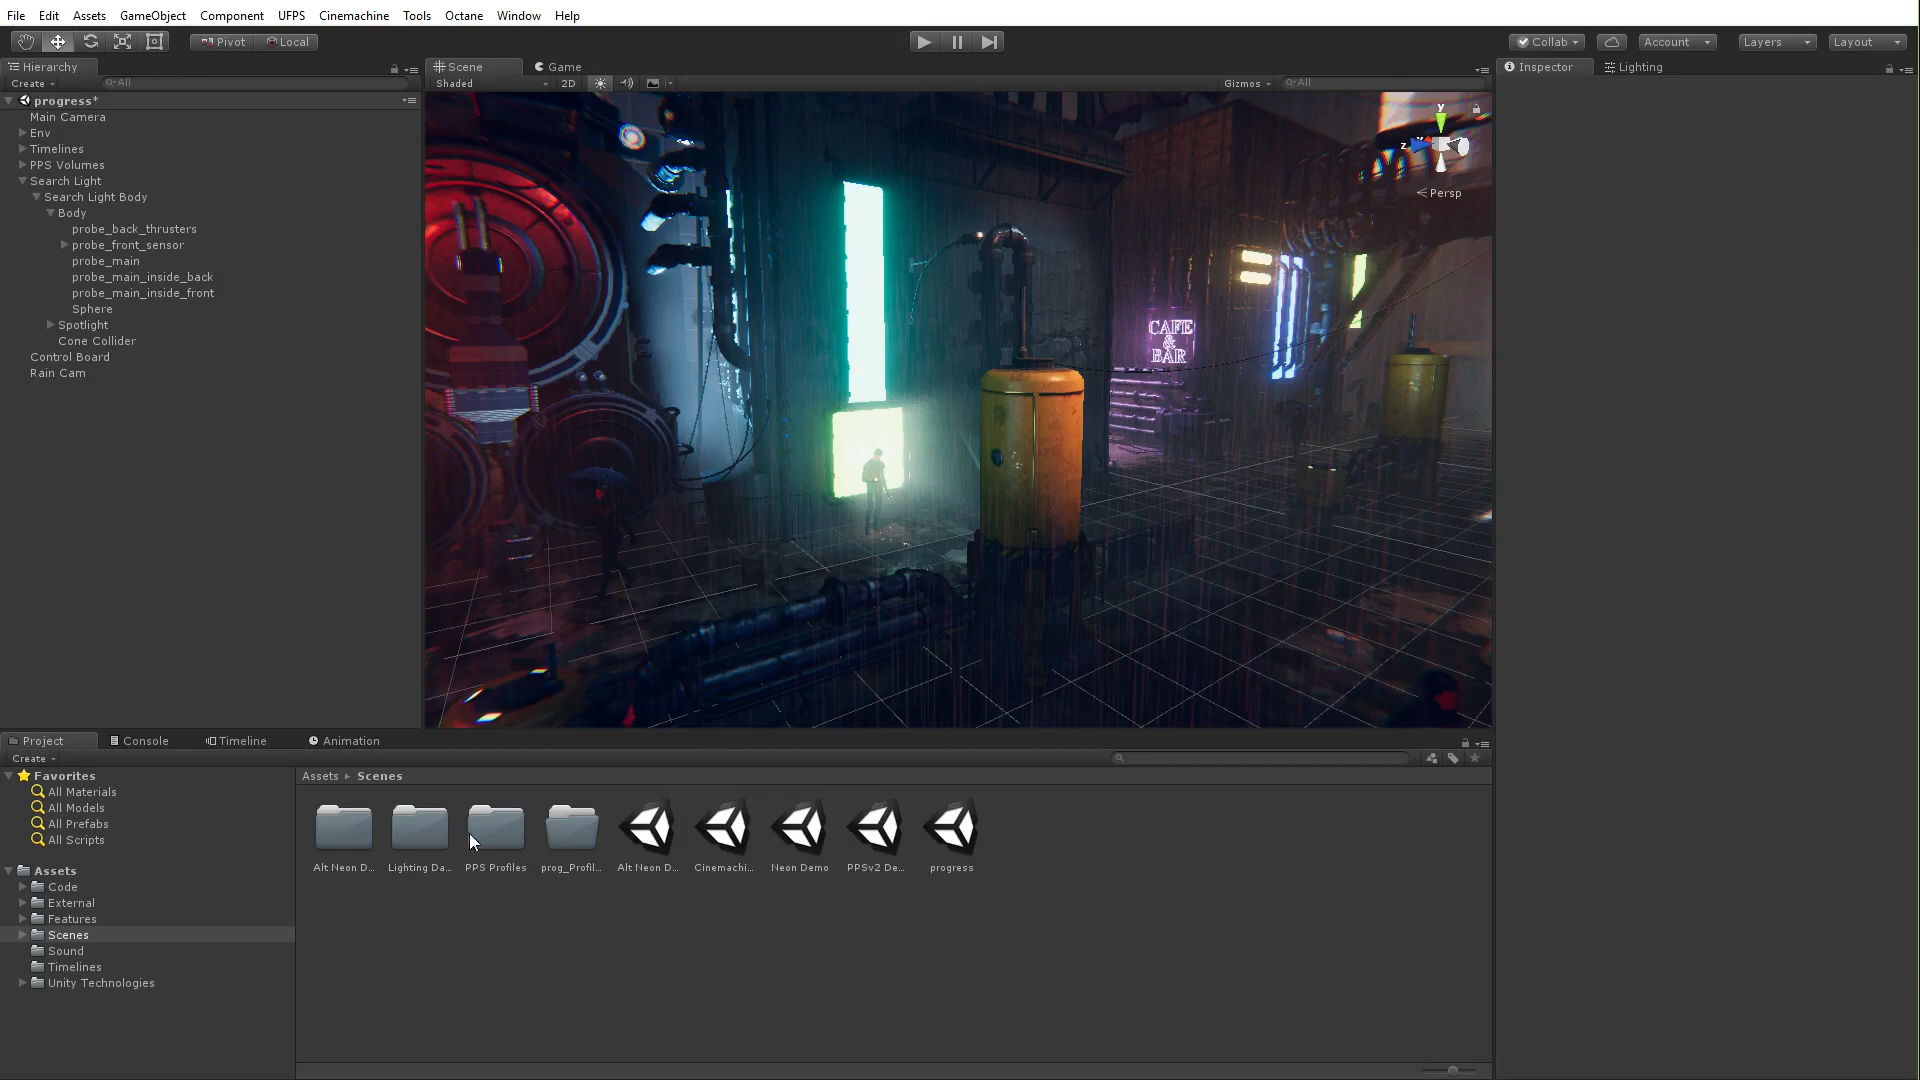 File Edit Assets GameObject Component UFPS Cinemachine Tools Octane Window Help
Pivot Local Collab Account Layers Layout
Hierarchy
Create All
progress*
Main Camera
Env
Timelines
PPS Volumes
Search Light
Search Light Body
Body
probe_back_thrusters
probe_front_sensor
probe_main
probe_main_inside_back
probe_main_inside_front
Sphere
Spotlight
Cone Collider
Control Board
Rain Cam
Scene Game
Shaded 2D Gizmos All
y
z
Persp
CAFE
&
BAR
Inspector Lighting
Project Console Timeline Animation
Create
Favorites
All Materials
All Models
All Prefabs
All Scripts
Assets
Code
External
Features
Scenes
Sound
Timelines
Unity Technologies
Assets Scenes
Alt Neon D... Lighting Da... PPS Profiles prog_Profil... Alt Neon D... Cinemachi... Neon Demo PPSv2 De... progress